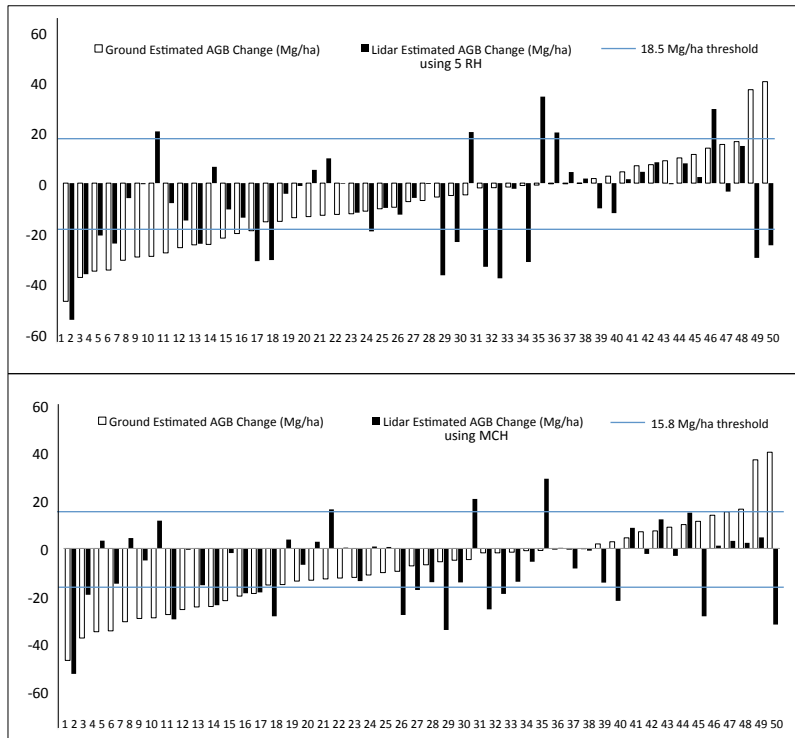 60
40
20
0
-20
-40
-60
Ground Estimated AGB Change (Mg/ha)
Lidar Estimated AGB Change (Mg/ha)
using 5 RH
18.5 Mg/ha threshold
1 2 3 4 5 6 7 8 9 10 11 12 13 14 15 16 17 18 19 20 21 22 23 24 25 26 27 28 29 30 31 32 33 34 35 36 37 38 39 40 41 42 43 44 45 46 47 48 49 50
60
40
20
0
-20
-40
-60
Ground Estimated AGB Change (Mg/ha)
Lidar Estimated AGB Change (Mg/ha)
using MCH
15.8 Mg/ha threshold
1 2 3 4 5 6 7 8 9 10 11 12 13 14 15 16 17 18 19 20 21 22 23 24 25 26 27 28 29 30 31 32 33 34 35 36 37 38 39 40 41 42 43 44 45 46 47 48 49 50